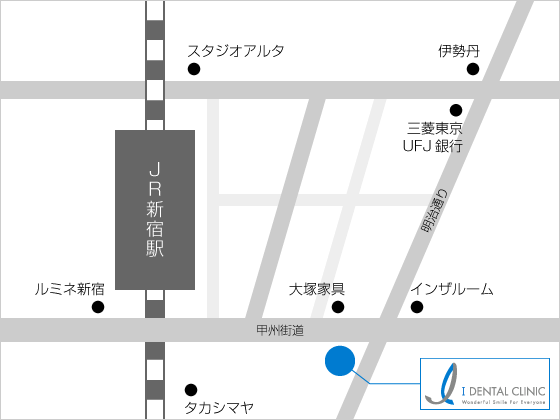 スタジオアルタ
伊勢丹
三菱東京
UFJ 銀行
JR新宿駅
明治通り
ルミネ新宿
大塚家具
インザルーム
甲州街道
I DENTAL CLINIC
Wonderful Smile For Everyone
タカシマヤ